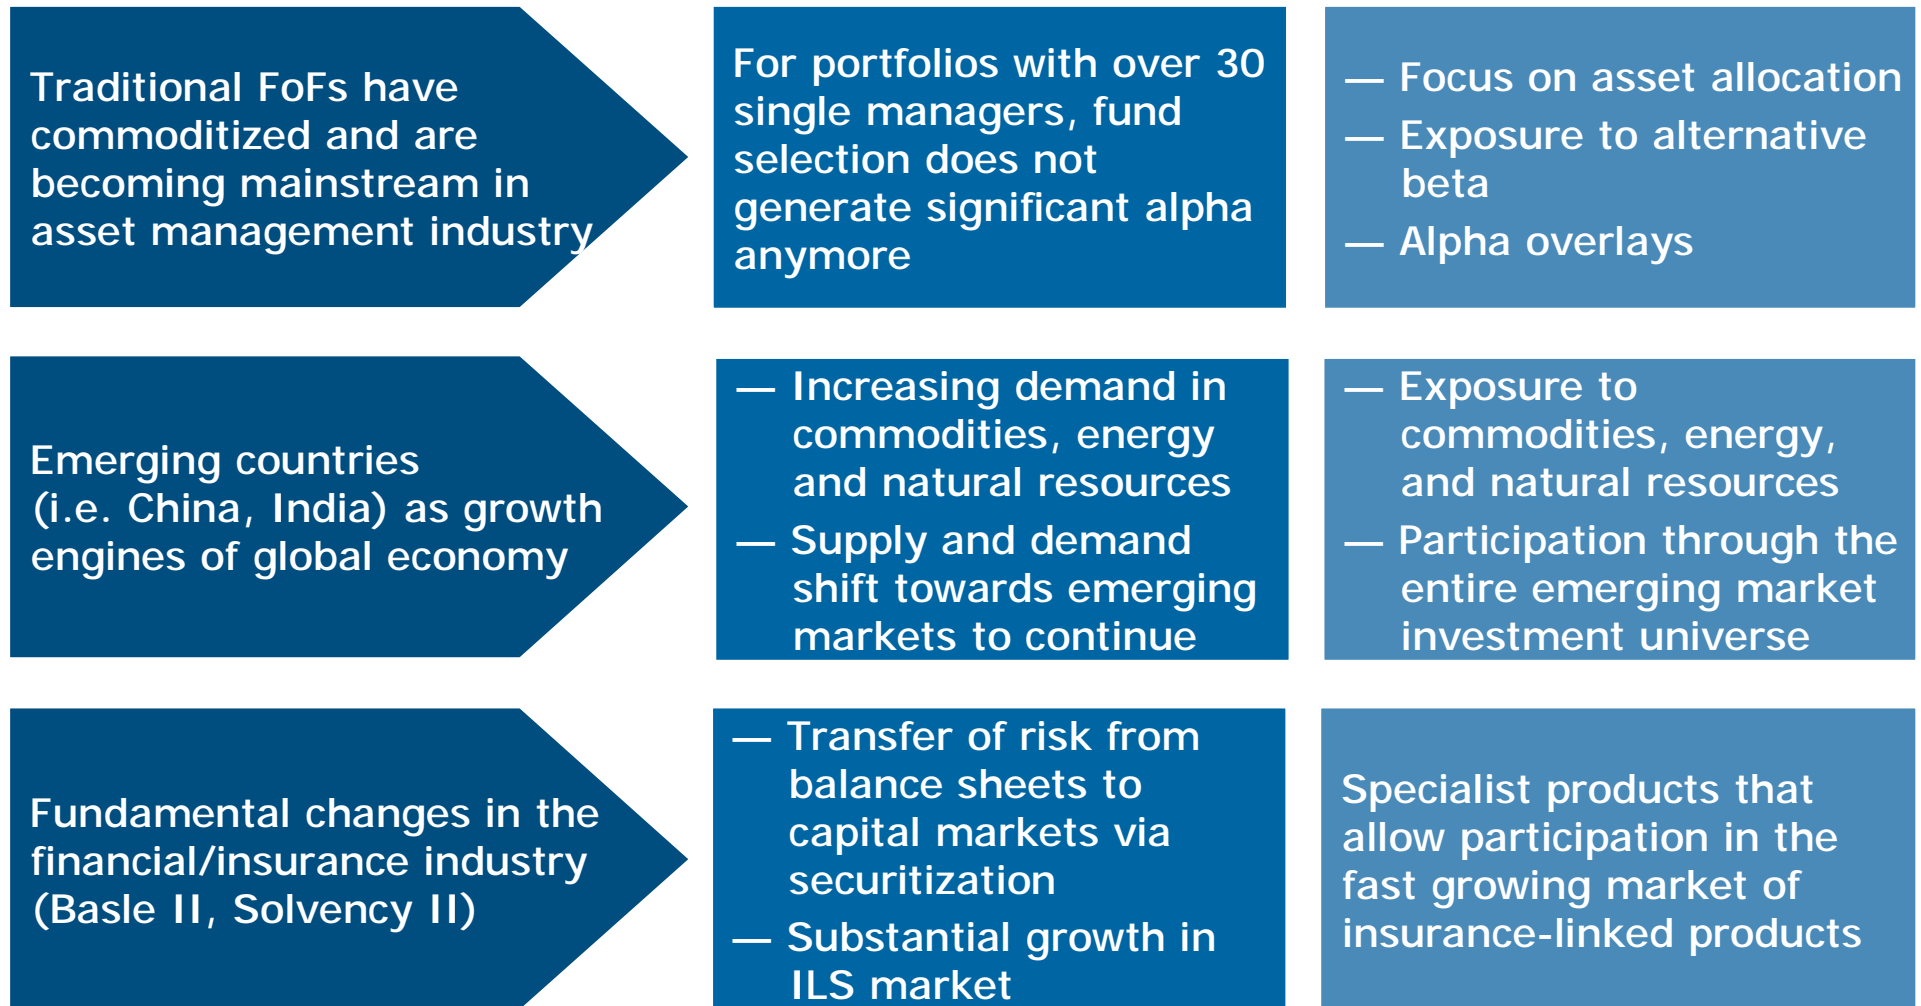 Traditional FoFs have
commoditized and are
becoming mainstream in
asset management industry
For portfolios with over 30
single managers, fund
selection does not
generate significant alpha
anymore
— Focus on asset allocation
— Exposure to alternative
beta
— Alpha overlays
Emerging countries
(i.e. China, India) as growth
engines of global economy
— Increasing demand in
commodities, energy
and natural resources
— Supply and demand
shift towards emerging
markets to continue
— Exposure to
commodities, energy,
and natural resources
— Participation through the
entire emerging market
investment universe
Fundamental changes in the
financial/insurance industry
(Basle II, Solvency II)
— Transfer of risk from
balance sheets to
capital markets via
securitization
— Substantial growth in
ILS market
Specialist products that
allow participation in the
fast growing market of
insurance-linked products